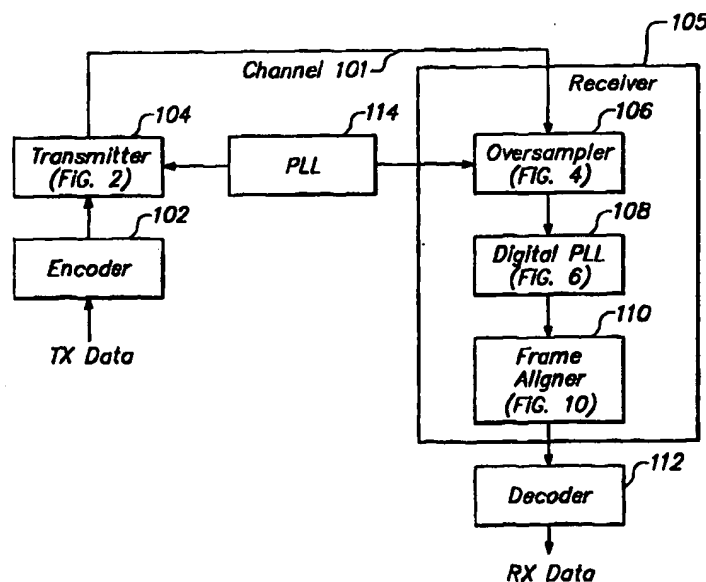 105
Channel 101
Receiver
104
114
106
Transmitter
(FIG. 2)
PLL
Oversampler
(FIG. 4)
102
108
Encoder
Digital PLL
(FIG. 6)
TX Data
110
Frame
Aligner
(FIG. 10)
112
Decoder
RX Data